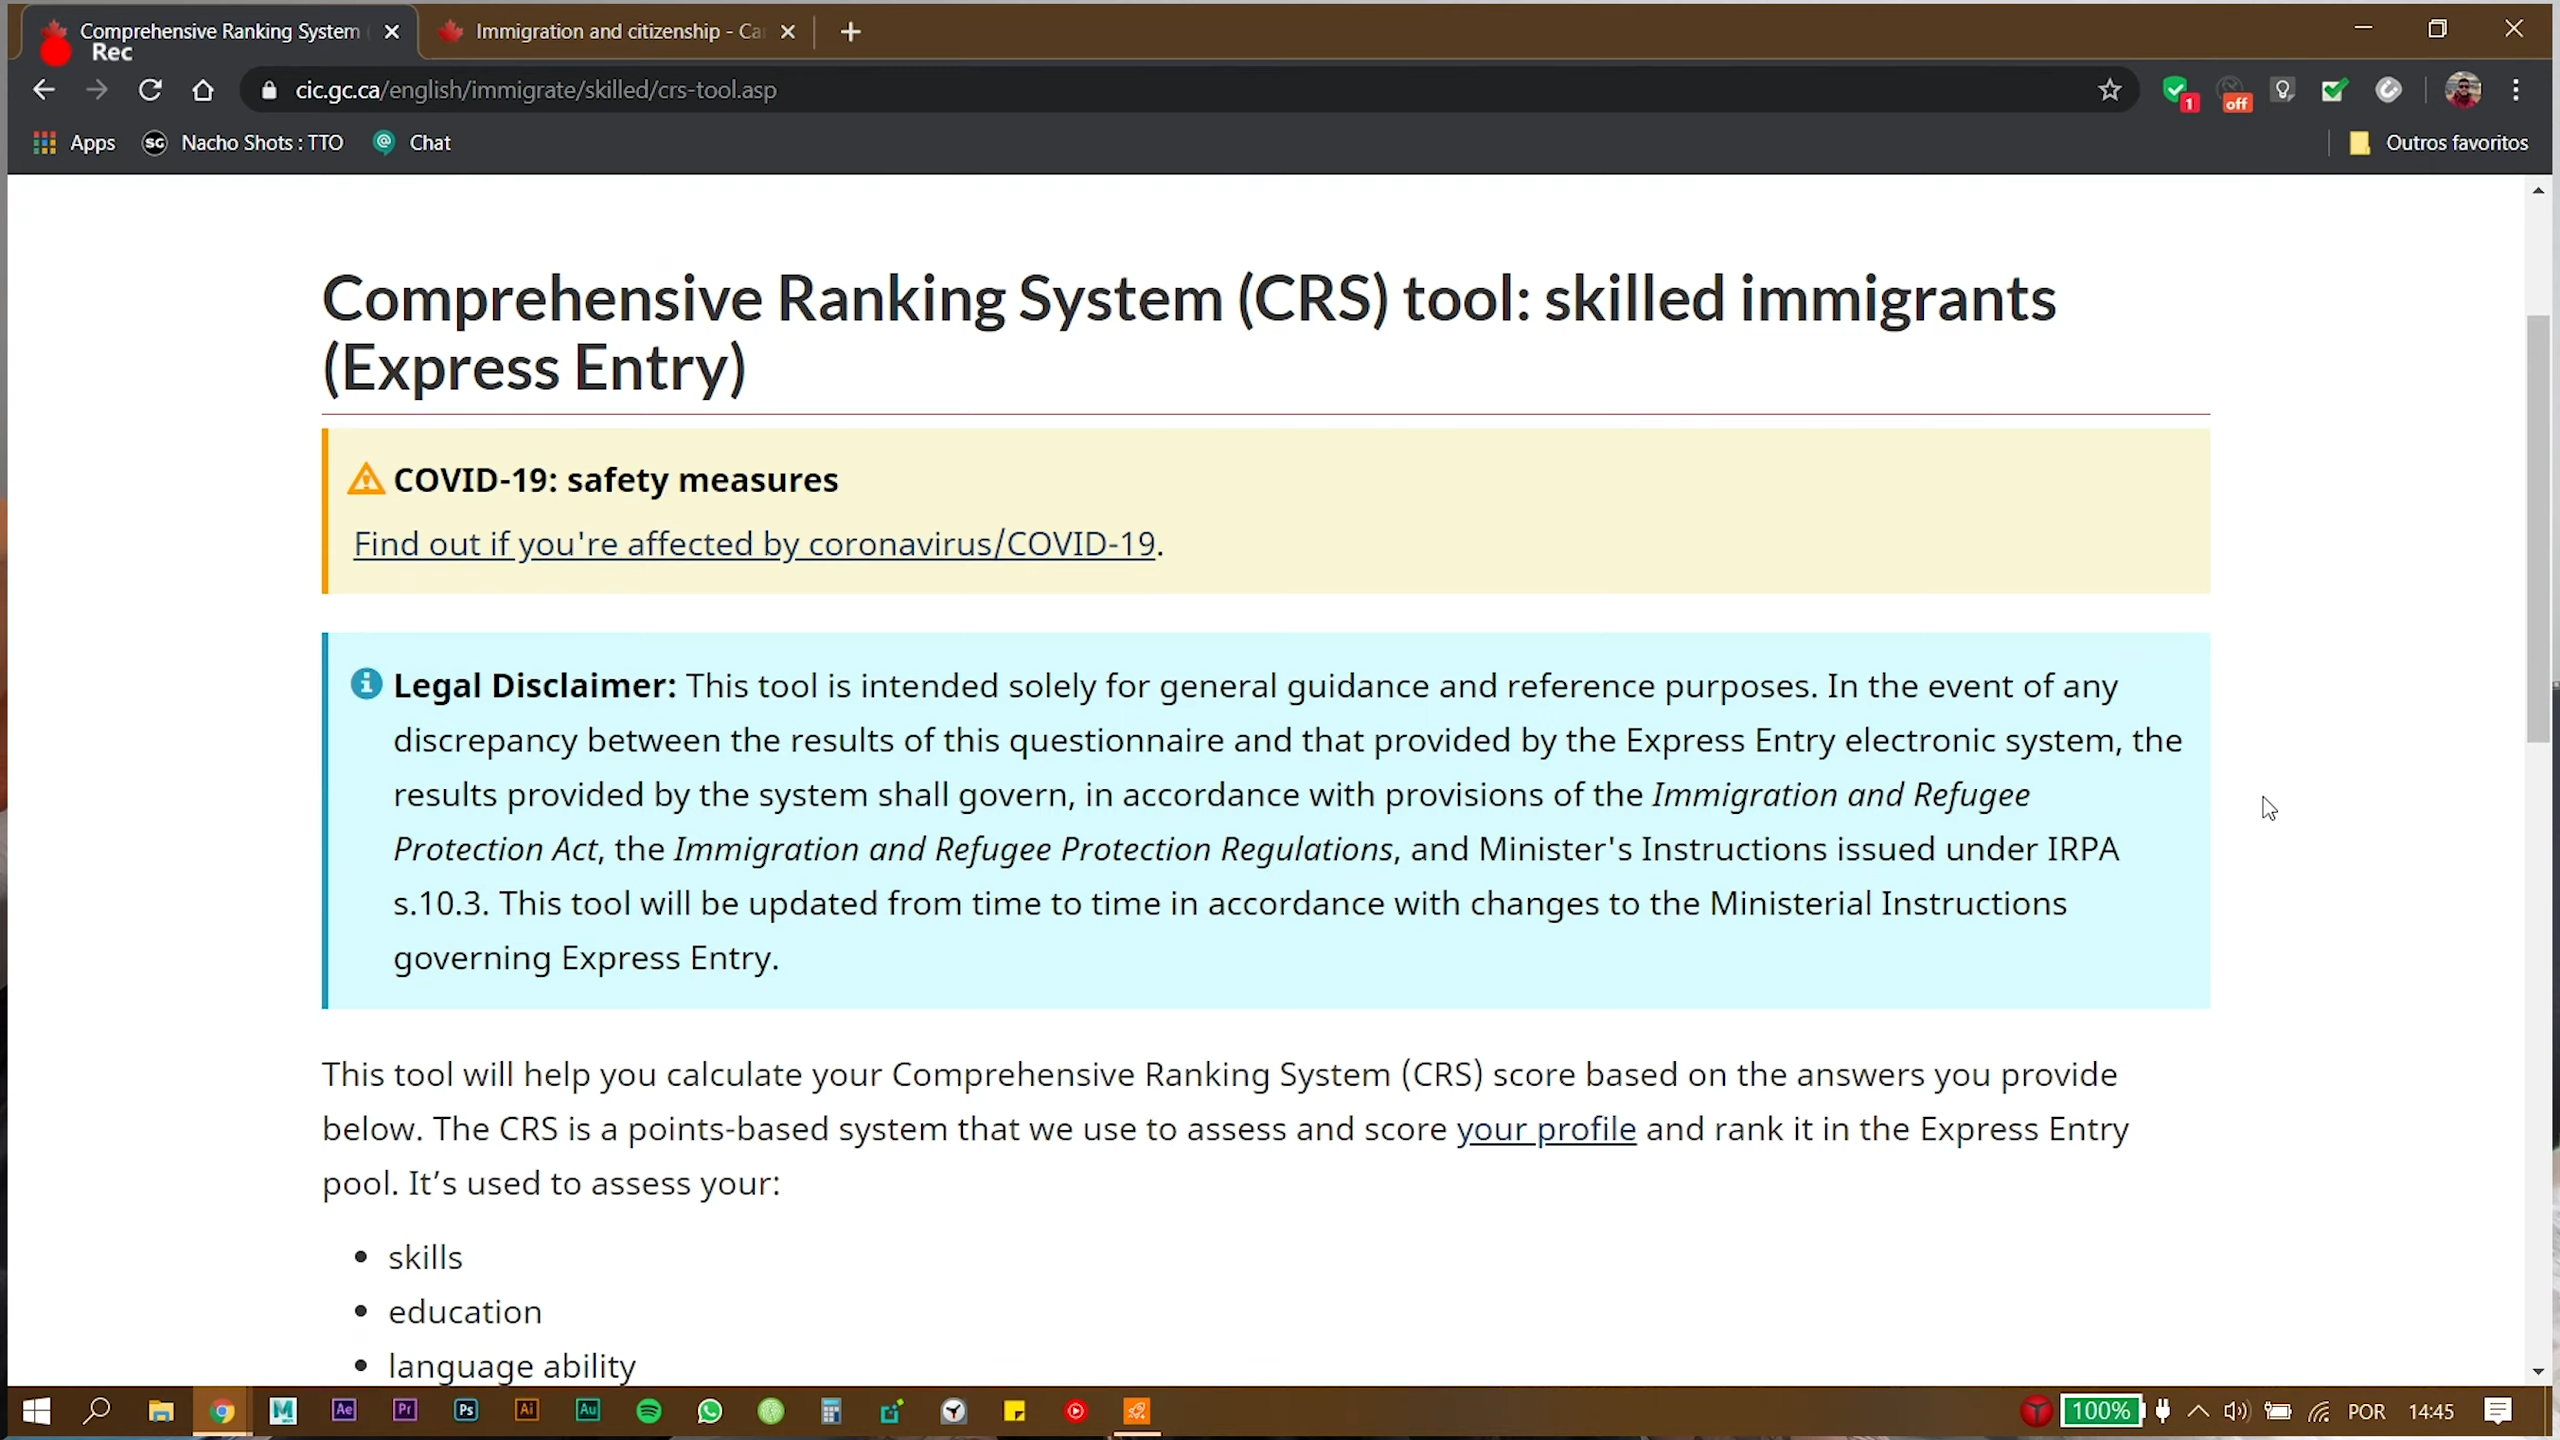 Comprehensive Ranking System
Immigration and citizenship - Ca
Rec
cic.gc.ca/english/immigrate/skilled/crs-tool.asp
1
off
Apps
SG
Nacho Shots : TTO
Chat
Outros favoritos
Comprehensive Ranking System (CRS) tool: skilled immigrants
(Express Entry)
COVID-19: safety measures
Find out if you're affected by coronavirus/COVID-19.
Legal Disclaimer: This tool is intended solely for general guidance and reference purposes. In the event of any
discrepancy between the results of this questionnaire and that provided by the Express Entry electronic system, the
results provided by the system shall govern, in accordance with provisions of the Immigration and Refugee
Protection Act, the Immigration and Refugee Protection Regulations, and Minister's Instructions issued under IRPA
s.10.3. This tool will be updated from time to time in accordance with changes to the Ministerial Instructions
governing Express Entry.
This tool will help you calculate your Comprehensive Ranking System (CRS) score based on the answers you provide
below. The CRS is a points-based system that we use to assess and score your profile and rank it in the Express Entry
pool. It’s used to assess your:
• skills
• education
• language ability
M
Ae
Pr
Ps
Ai
Au
100%
POR
14:45